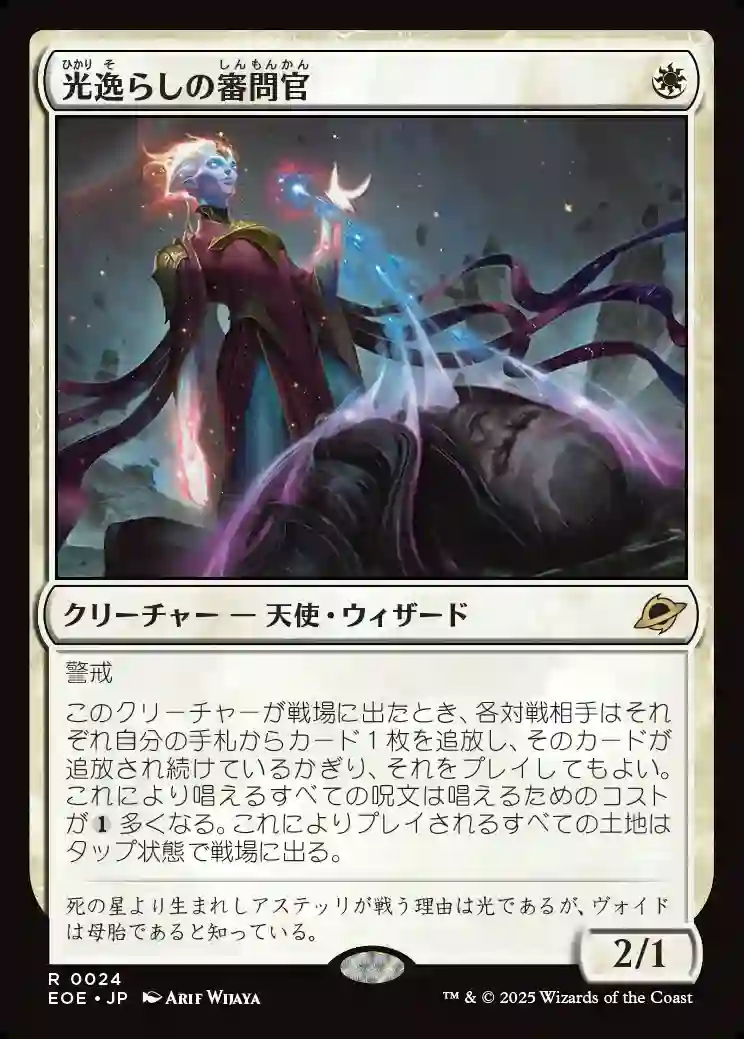 ひかり そ しんもんかん
光逸らしの審問官
クリーチャー — 天使・ウィザード
警戒
このクリーチャーが戦場に出たとき、各対戦相手はそれ
ぞれ自分の手札からカード1枚を追放し、そのカードが
追放され続けているかぎり、それをプレイしてもよい。
これにより唱えるすべての呪文は唱えるためのコスト
が 1 多くなる。これによりプレイされるすべての土地は
タップ状態で戦場に出る。
死の星より生まれしアステッリが戦う理由は光であるが、ヴォイド
は母胎であると知っている。
2/1
R 0024
EOE • JP ARIF WIJAYA
™ & © 2025 Wizards of the Coast